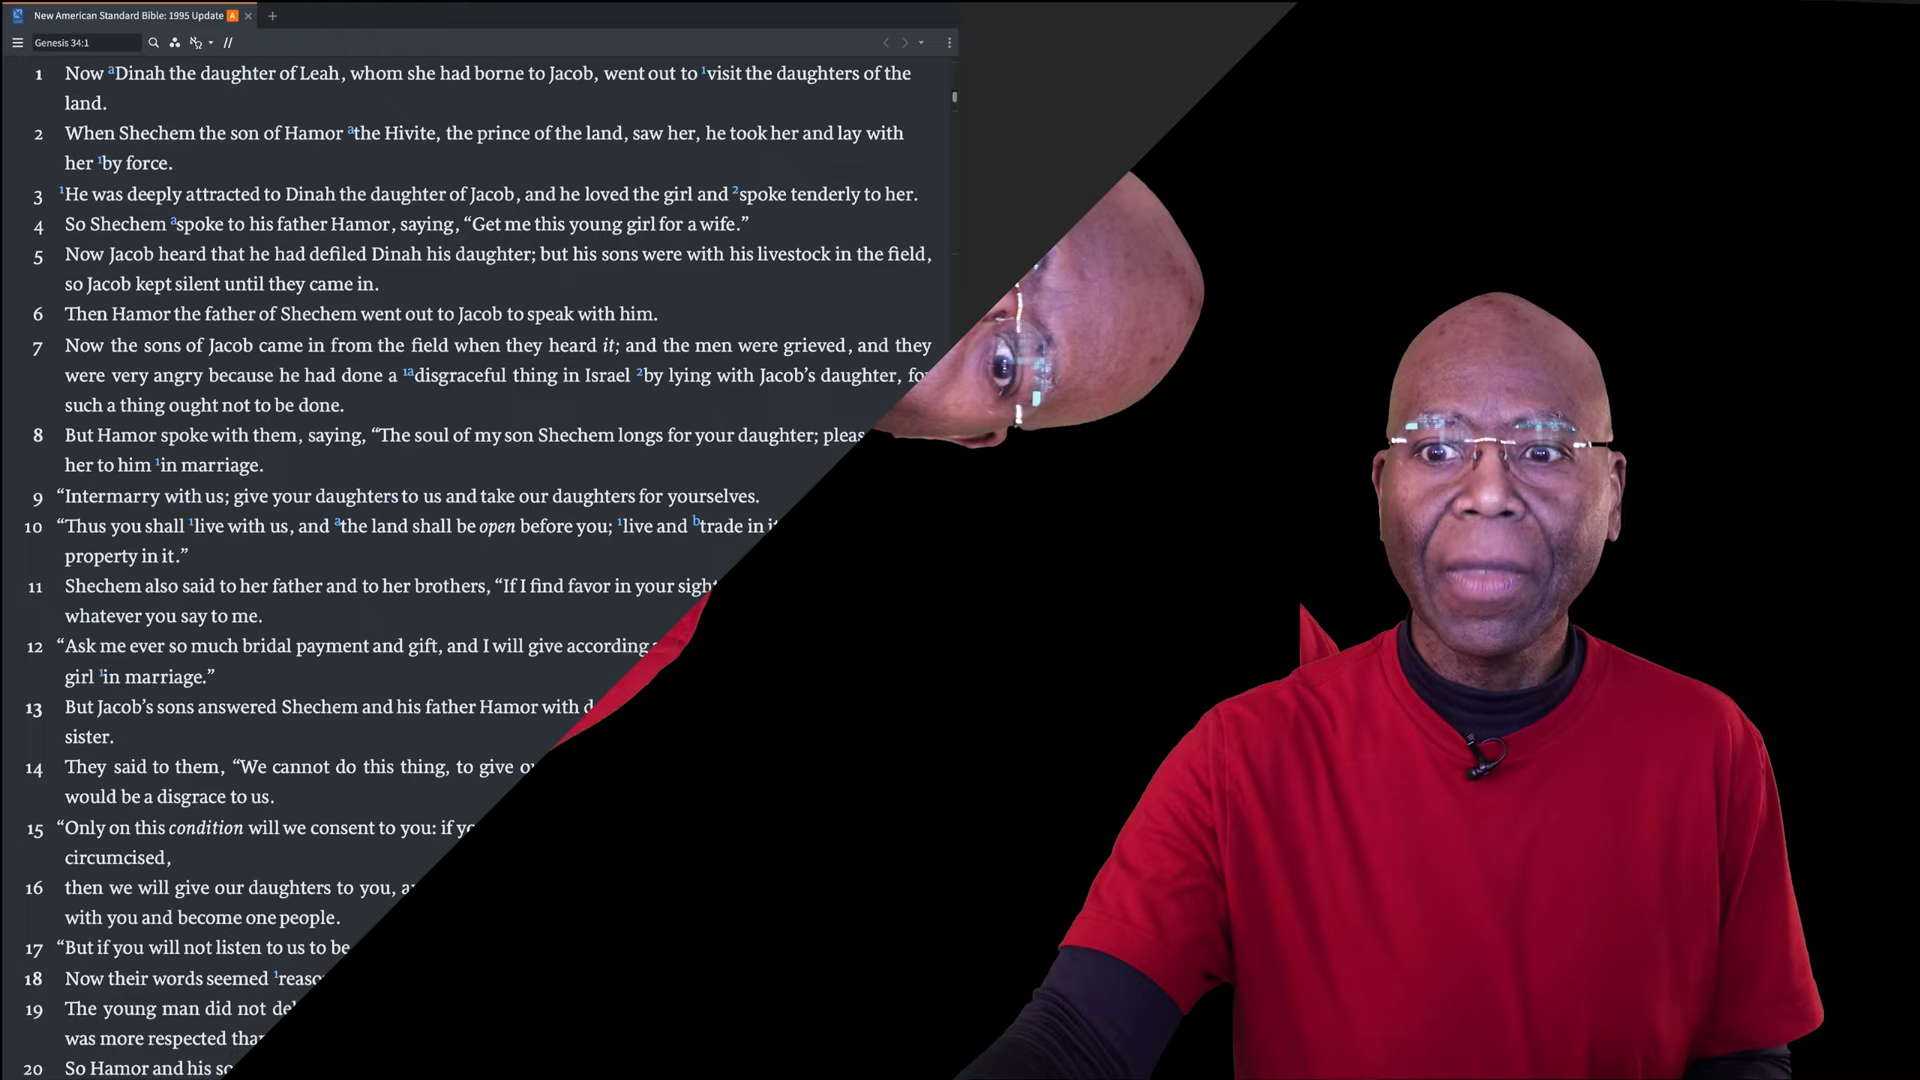 New American Standard Bible: 1995 Update A
Genesis 34:1
1 Now aDinah the daughter of Leah, whom she had borne to Jacob, went out to 1visit the daughters of the
land.
2 When Shechem the son of Hamor athe Hivite, the prince of the land, saw her, he took her and lay with
her 1by force.
3 1He was deeply attracted to Dinah the daughter of Jacob, and he loved the girl and 2spoke tenderly to her.
4 So Shechem aspoke to his father Hamor, saying, “Get me this young girl for a wife.”
5 Now Jacob heard that he had defiled Dinah his daughter; but his sons were with his livestock in the field,
so Jacob kept silent until they came in.
6 Then Hamor the father of Shechem went out to Jacob to speak with him.
7 Now the sons of Jacob came in from the field when they heard it; and the men were grieved, and they
were very angry because he had done a 1adisgraceful thing in Israel 2by lying with Jacob’s daughter,
such a thing ought not to be done.
8 But Hamor spoke with them, saying, “The soul of my son Shechem longs for your daughter;
her to him 1in marriage.
9 “Intermarry with us; give your daughters to us and take our daughters for yourselves.
10 “Thus you shall 1live with us, and athe land shall be open before you; 1live and btrade in
property in it.”
11 Shechem also said to her father and to her brothers, “If I find favor in your
whatever you say to me.
12 “Ask me ever so much bridal payment and gift, and I will give according
girl 1in marriage.”
13 But Jacob’s sons answered Shechem and his father Hamor with
sister.
14 They said to them, “We cannot do this thing, to give
would be a disgrace to us.
15 “Only on this condition will we consent to you: if
circumcised,
16 then we will give our daughters to you,
with you and become one people.
17 “But if you will not listen to us to be
18 Now their words seemed
19 The young man did not
was more respected
20 So Hamor and his